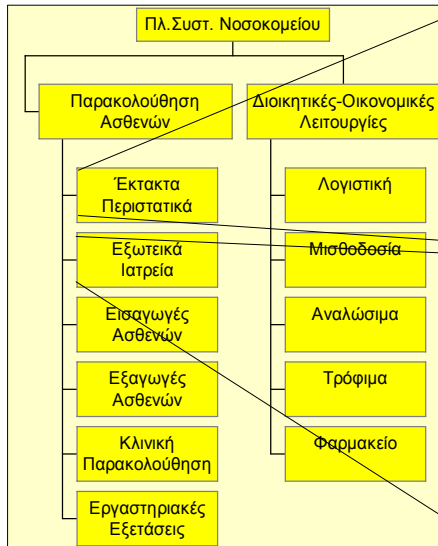 Πλ.Συστ. Νοσοκομείου
Παρακολούθηση
Ασθενών
Διοικητικές-Οικονομικές
Λειτουργίες
Έκτακτα
Περιστατικά
Εξωτεικά
Ιατρεία
Εισαγωγές
Ασθενών
Εξαγωγές
Ασθενών
Κλινική
Παρακολούθηση
Εργαστηριακές
Εξετάσεις
Λογιστική
Μισθοδοσία
Αναλώσιμα
Τρόφιμα
Φαρμακείο